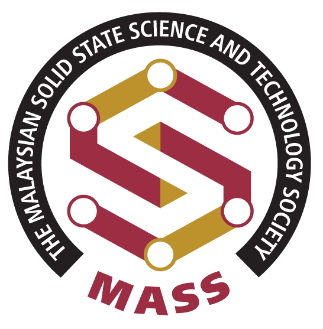 THE MALAYSIAN SOLID STATE SCIENCE AND TECHNOLOGY SOCIETY
MASS